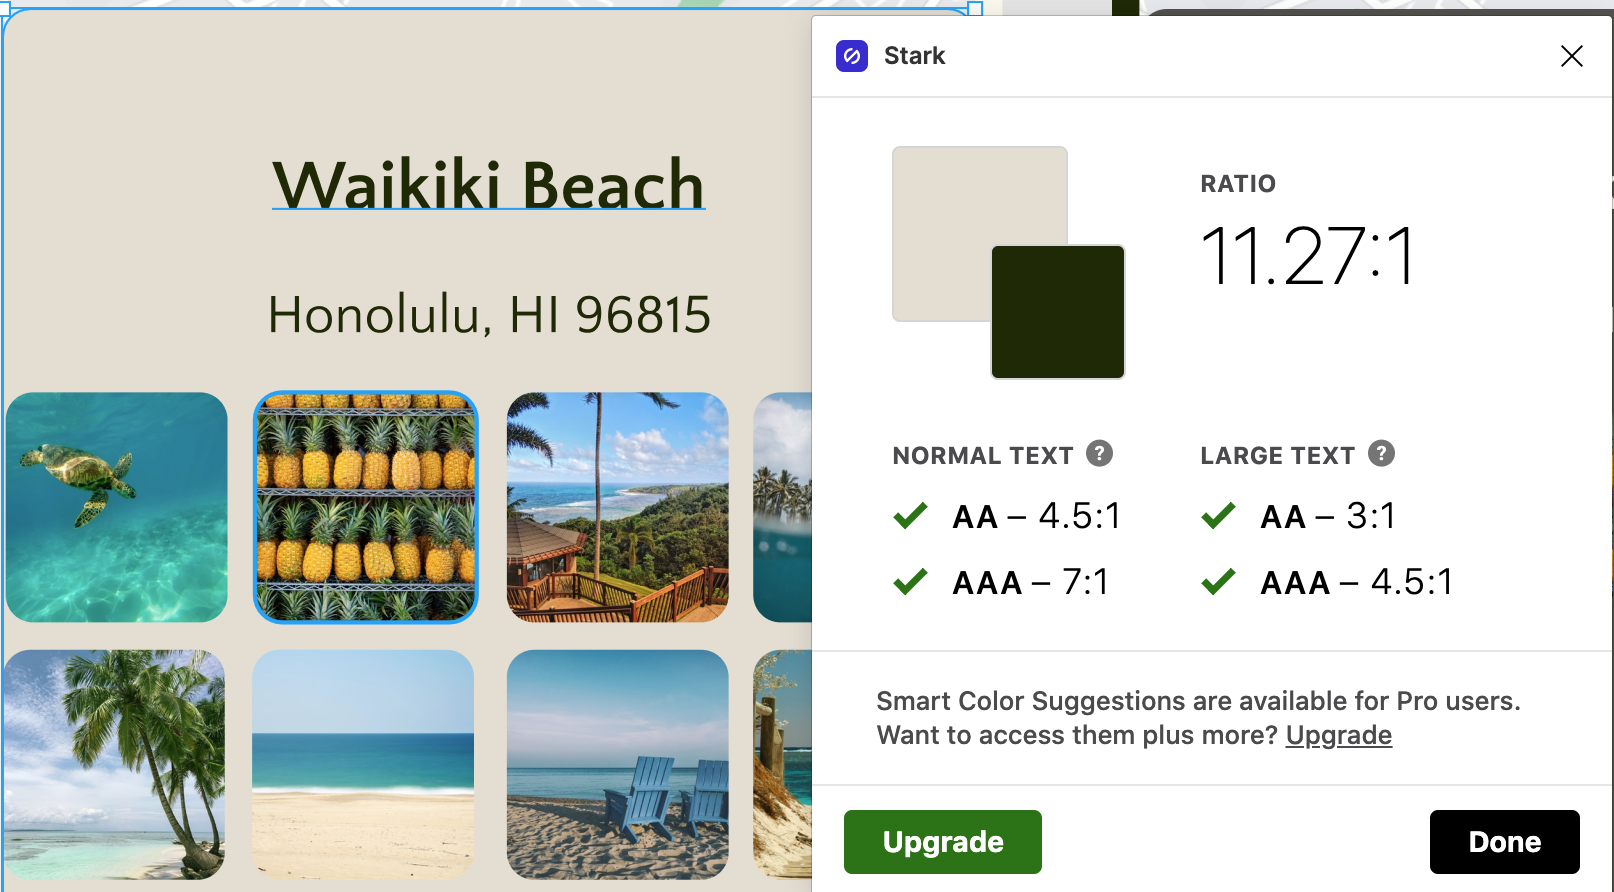 Waikiki Beach
Honolulu, HI 96815
Stark
RATIO
11.27:1
NORMAL TEXT ?
AA – 4.5:1
AAA – 7:1
LARGE TEXT ?
AA – 3:1
AAA – 4.5:1
Smart Color Suggestions are available for Pro users.
Want to access them plus more? Upgrade
Upgrade
Done